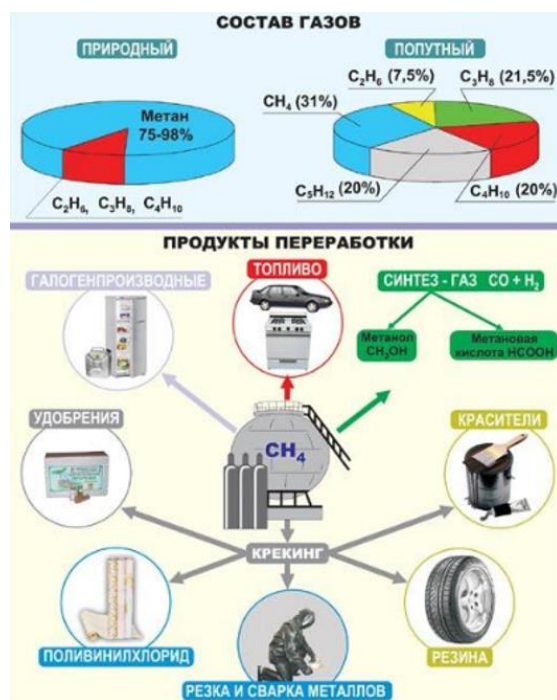 СОСТАВ ГАЗОВ
ПРИРОДНЫЙ
ПОПУТНЫЙ
Метан
75-98%
C₂H₆, C₃H₈, C₄H₁₀
C₂H₆ (7,5%)
C₃H₈ (21,5%)
CH₄ (31%)
C₅H₁₂ (20%)
C₄H₁₀ (20%)
ПРОДУКТЫ ПЕРЕРАБОТКИ
ГАЛОГЕНПРОИЗВОДНЫЕ
ТОПЛИВО
СИНТЕЗ - ГАЗ CO + H₂
Метанол
CH₃OH
Метановая
кислота HCOOH
УДОБРЕНИЯ
CH₄
КРАСИТЕЛИ
КРЕКИНГ
ПОЛИВИНИЛХЛОРИД
РЕЗИНА
РЕЗКА И СВАРКА МЕТАЛЛОВ